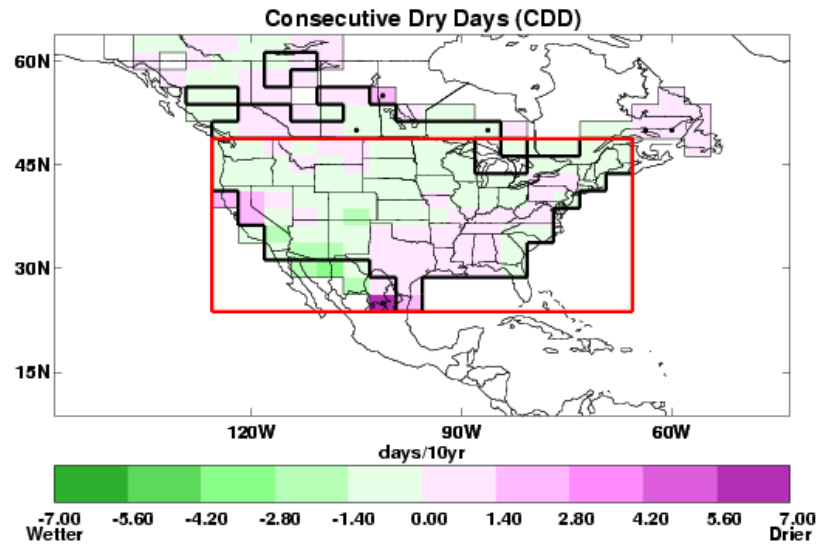 Consecutive Dry Days (CDD)
60N
45N
30N
15N
120W 90W 60W
days/10yr
-7.00 -5.60 -4.20 -2.80 -1.40 0.00 1.40 2.80 4.20 5.60 7.00
Wetter Drier